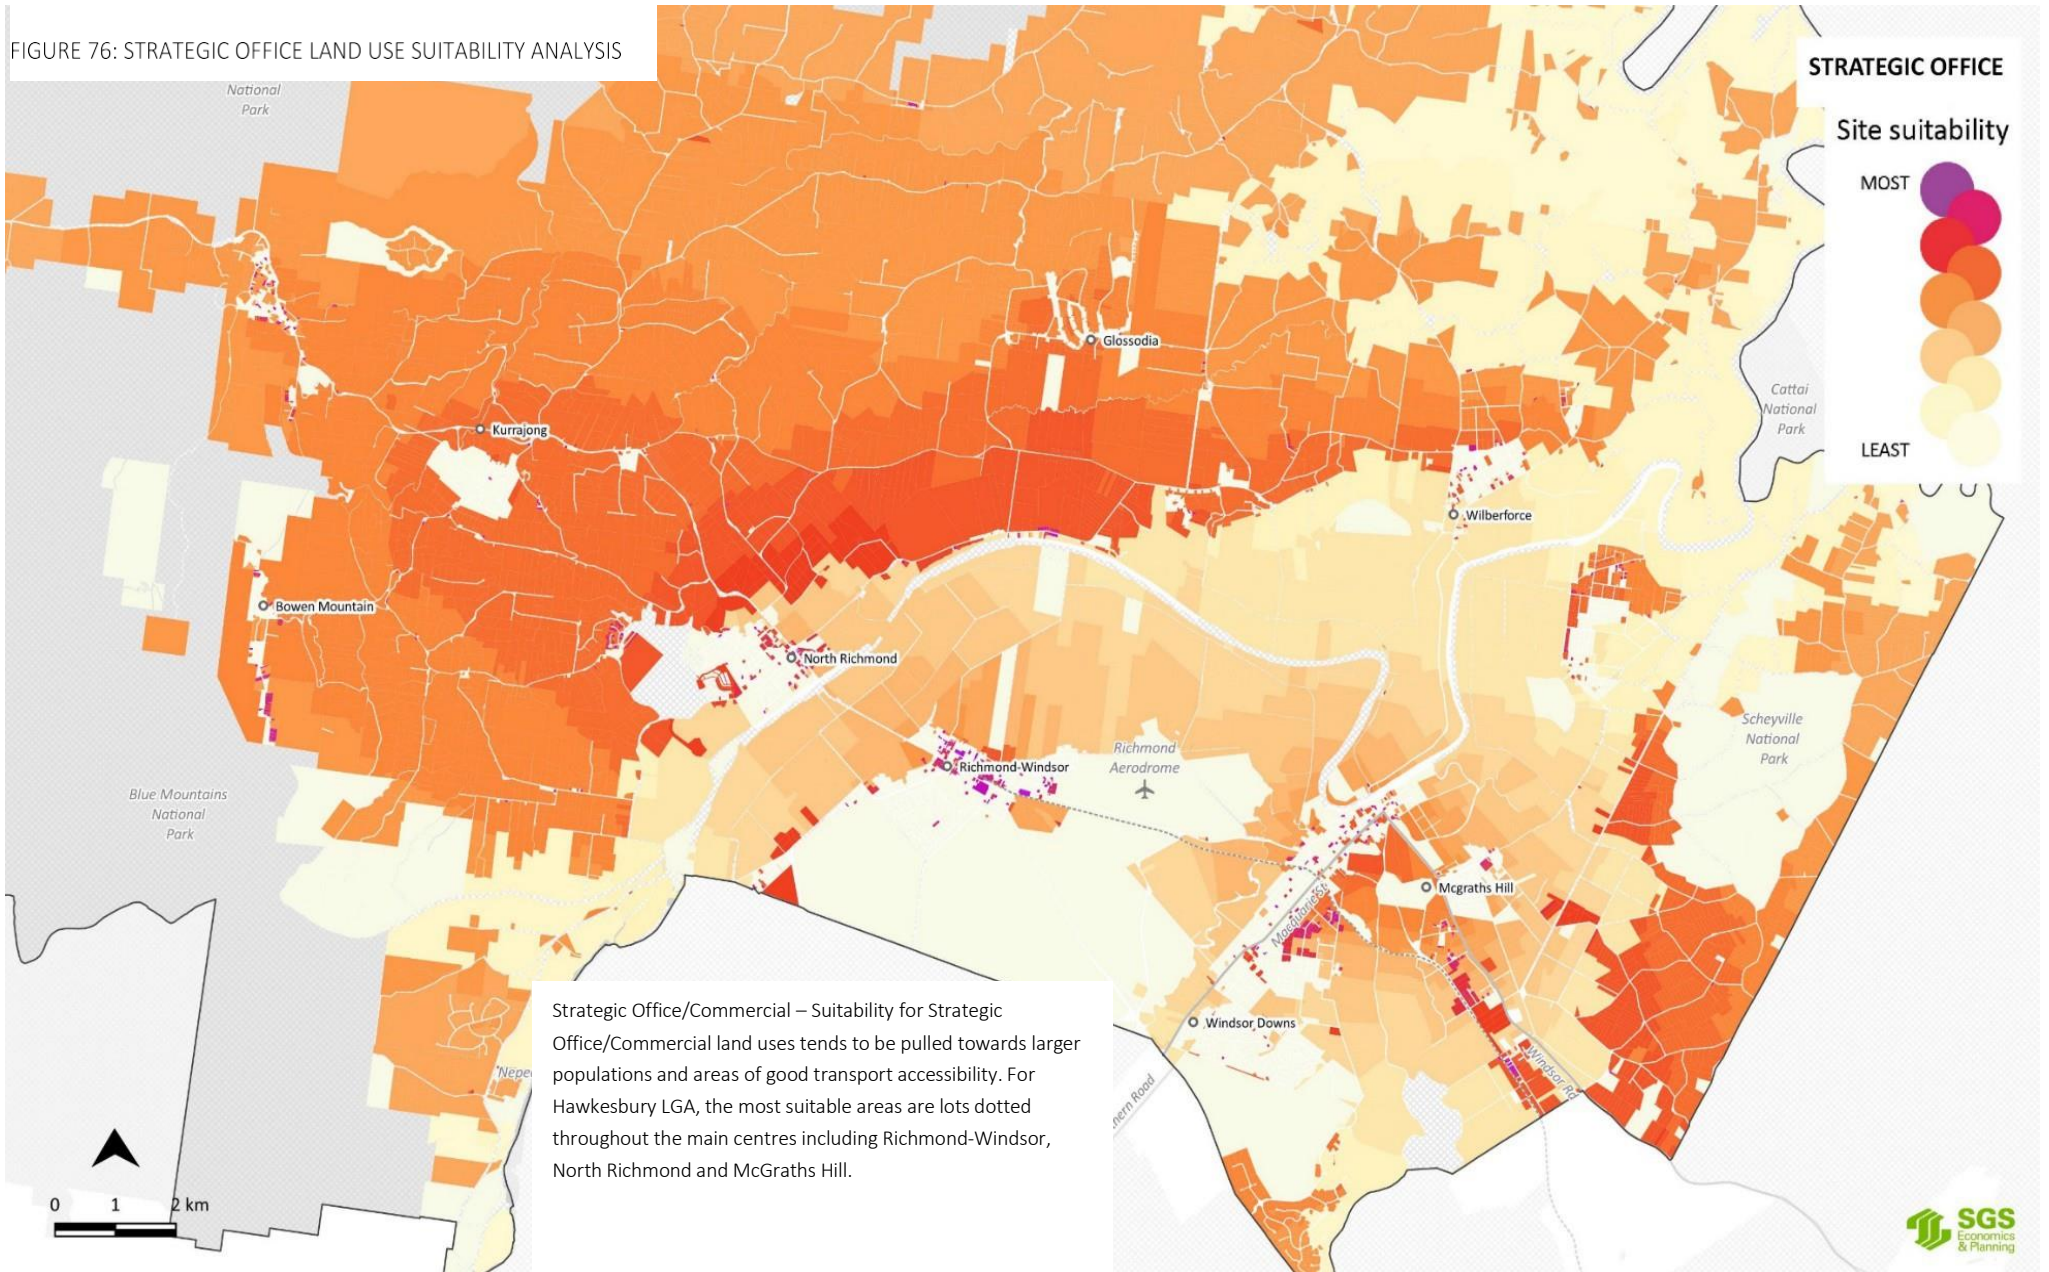 FIGURE 76: STRATEGIC OFFICE LAND USE SUITABILITY ANALYSIS
National
Park
STRATEGIC OFFICE
Site suitability
MOST
LEAST
Glossodia
Cattai
National
Park
Kurrajong
Wilberforce
Bowen Mountain
North Richmond
Scheyville
National
Park
Richmond
Aerodrome
Richmond-Windsor
Blue Mountains
National
Park
Mcgraths Hill
Macquarie St
Windsor Downs
Windsor Rd
Strategic Office/Commercial – Suitability for Strategic
Office/Commercial land uses tends to be pulled towards larger
populations and areas of good transport accessibility. For
Hawkesbury LGA, the most suitable areas are lots dotted
throughout the main centres including Richmond-Windsor,
North Richmond and McGraths Hill.
Road
0 1 2 km
SGS
Economics
& Planning